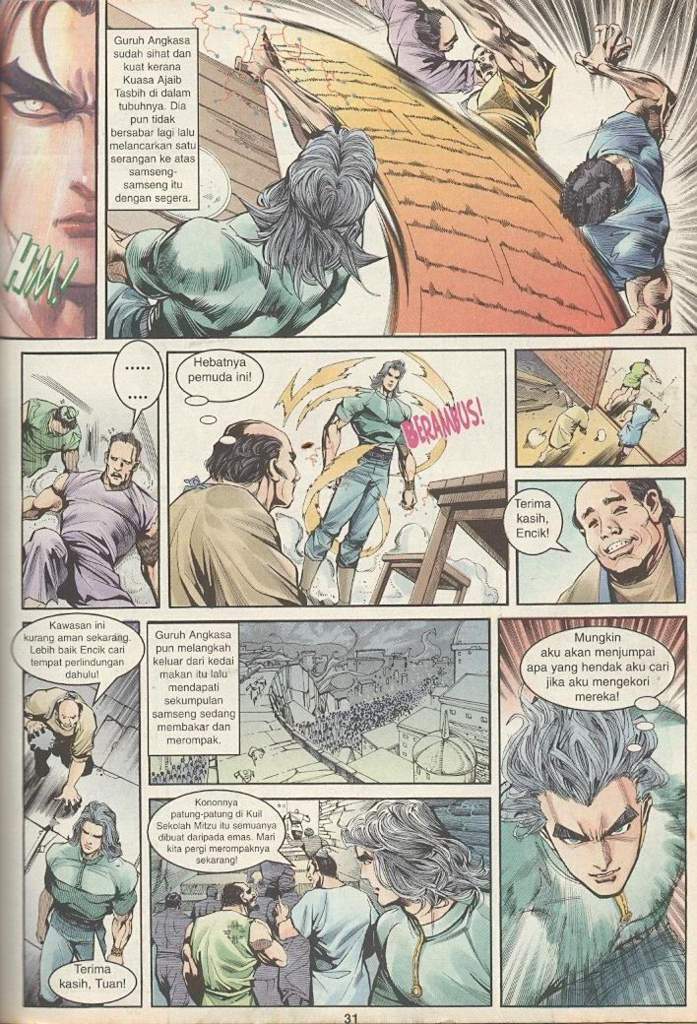 Guruh Angkasa
sudah sihat dan
kuat kerana
Kuasa Ajaib
Tasbih di dalam
tubuhnya. Dia
pun tidak
bersabar lagi lalu
melancarkan satu
serangan ke atas
samseng-
samseng itu
dengan segera.
HM!
.....
....
Hebatnya
pemuda ini!
BERAMBUS!
Terima
kasih,
Encik!
Kawasan ini
kurang aman sekarang.
Lebih baik Encik cari
tempat perlindungan
dahulu!
Terima
kasih, Tuan!
Guruh Angkasa
pun melangkah
keluar dari kedai
makan itu lalu
mendapati
sekumpulan
samseng sedang
membakar dan
merompak.
Kononnya
patung-patung di Kuil
Sekolah Mitzu itu semuanya
dibuat daripada emas. Mari
kita pergi merompaknya
sekarang!
Mungkin
aku akan menjumpai
apa yang hendak aku cari
jika aku mengekori
mereka!
31